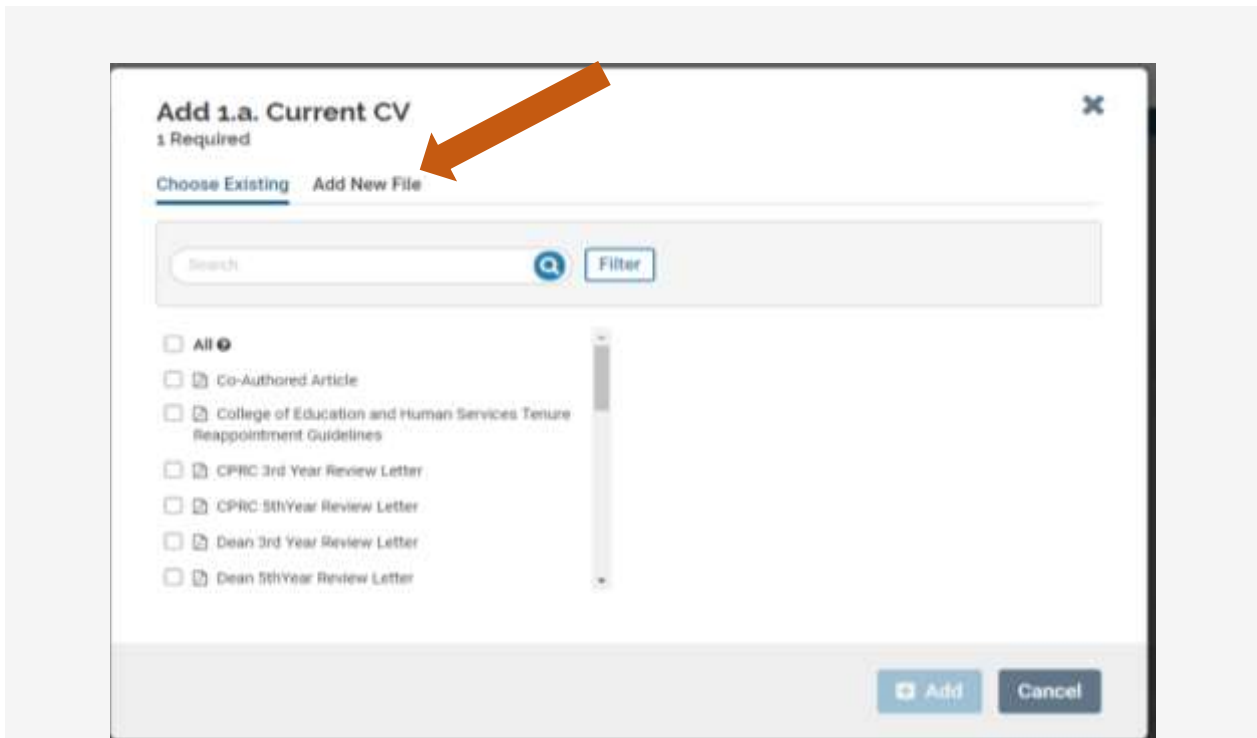 Add 1.a. Current CV
1 Required
Choose Existing Add New File
Search
Filter
All
Co-Authored Article
College of Education and Human Services Tenure
Reappointment Guidelines
CPRC 3rd Year Review Letter
CPRC 5thYear Review Letter
Dean 3rd Year Review Letter
Dean 5thYear Review Letter
Add Cancel